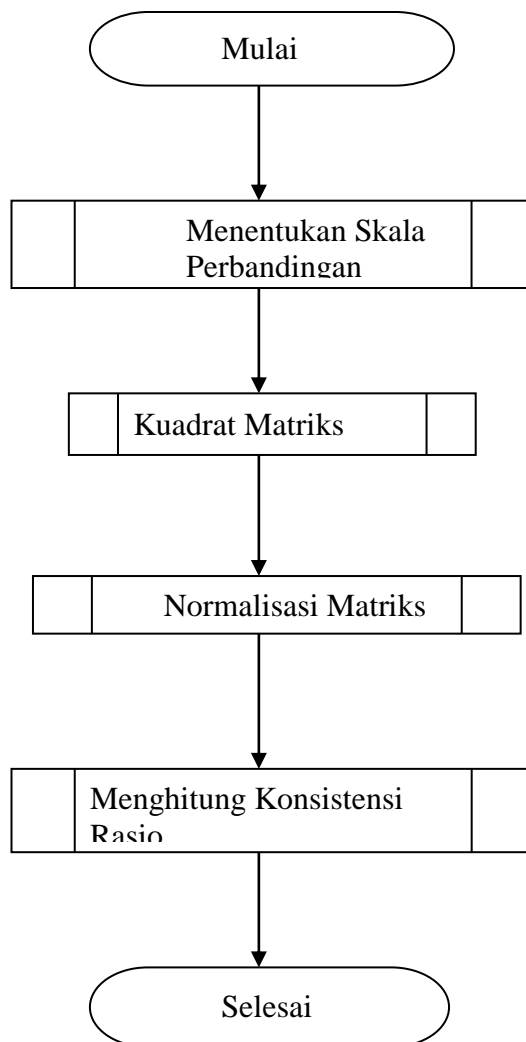 Mulai
Menentukan Skala
Perbandingan
Kuadrat Matriks
Normalisasi Matriks
Menghitung Konsistensi
Rasio
Selesai